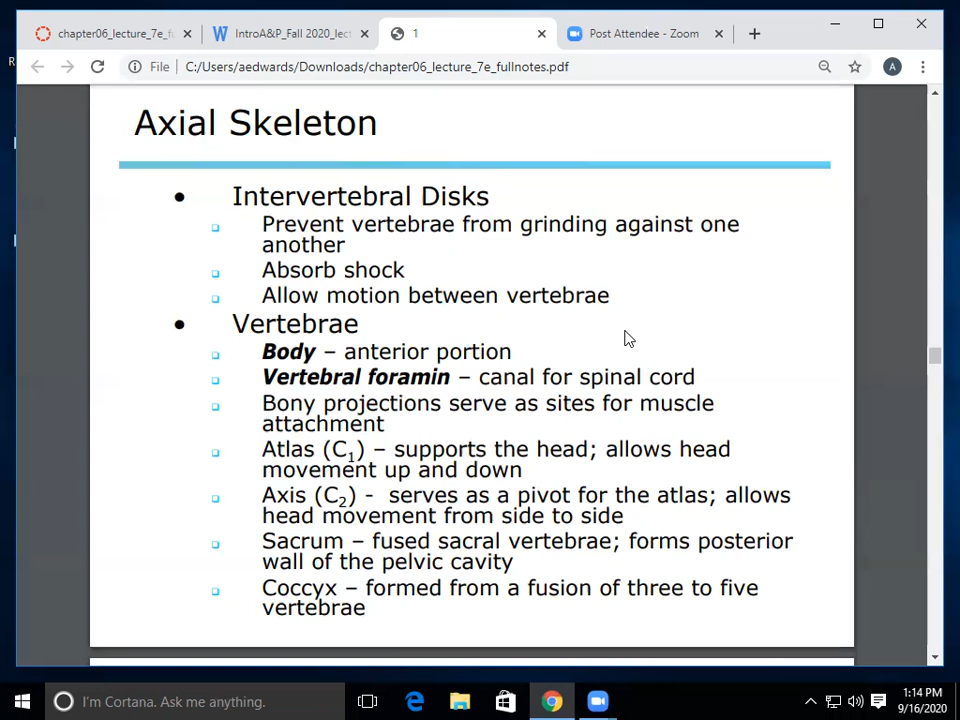 chapter06_lecture_7e_fu
IntroA&P_Fall 2020_lect
1
Post Attendee - Zoom
File
C:/Users/aedwards/Downloads/chapter06_lecture_7e_fullnotes.pdf
A
R
Axial Skeleton
• Intervertebral Disks
Prevent vertebrae from grinding against one
another
Absorb shock
Allow motion between vertebrae
• Vertebrae
Body – anterior portion
Vertebral foramin – canal for spinal cord
Bony projections serve as sites for muscle
attachment
Atlas (C1) – supports the head; allows head
movement up and down
Axis (C2) - serves as a pivot for the atlas; allows
head movement from side to side
Sacrum – fused sacral vertebrae; forms posterior
wall of the pelvic cavity
Coccyx – formed from a fusion of three to five
vertebrae
I'm Cortana. Ask me anything.
1:14 PM
9/16/2020